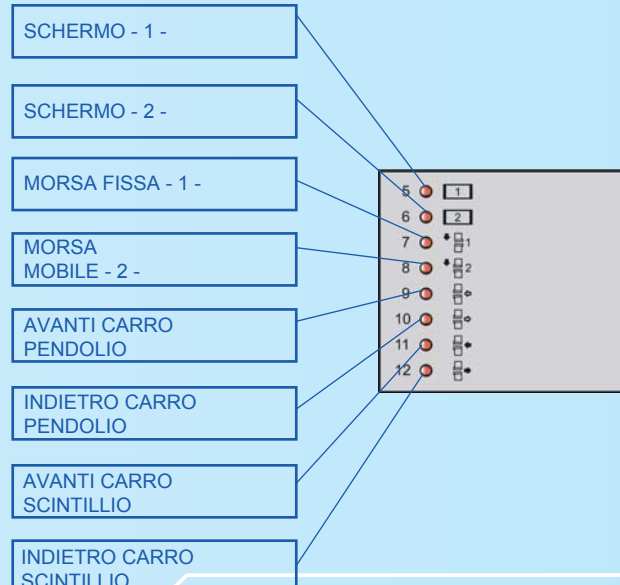 SCHERMO - 1 -
SCHERMO - 2 -
MORSA FISSA - 1 -
MORSA
MOBILE - 2 -
AVANTI CARRO
PENDOLIO
INDIETRO CARRO
PENDOLIO
AVANTI CARRO
SCINTILLIO
INDIETRO CARRO
SCINTILLIO
5 1
6 2
7 1
8 2
9
10
11
12